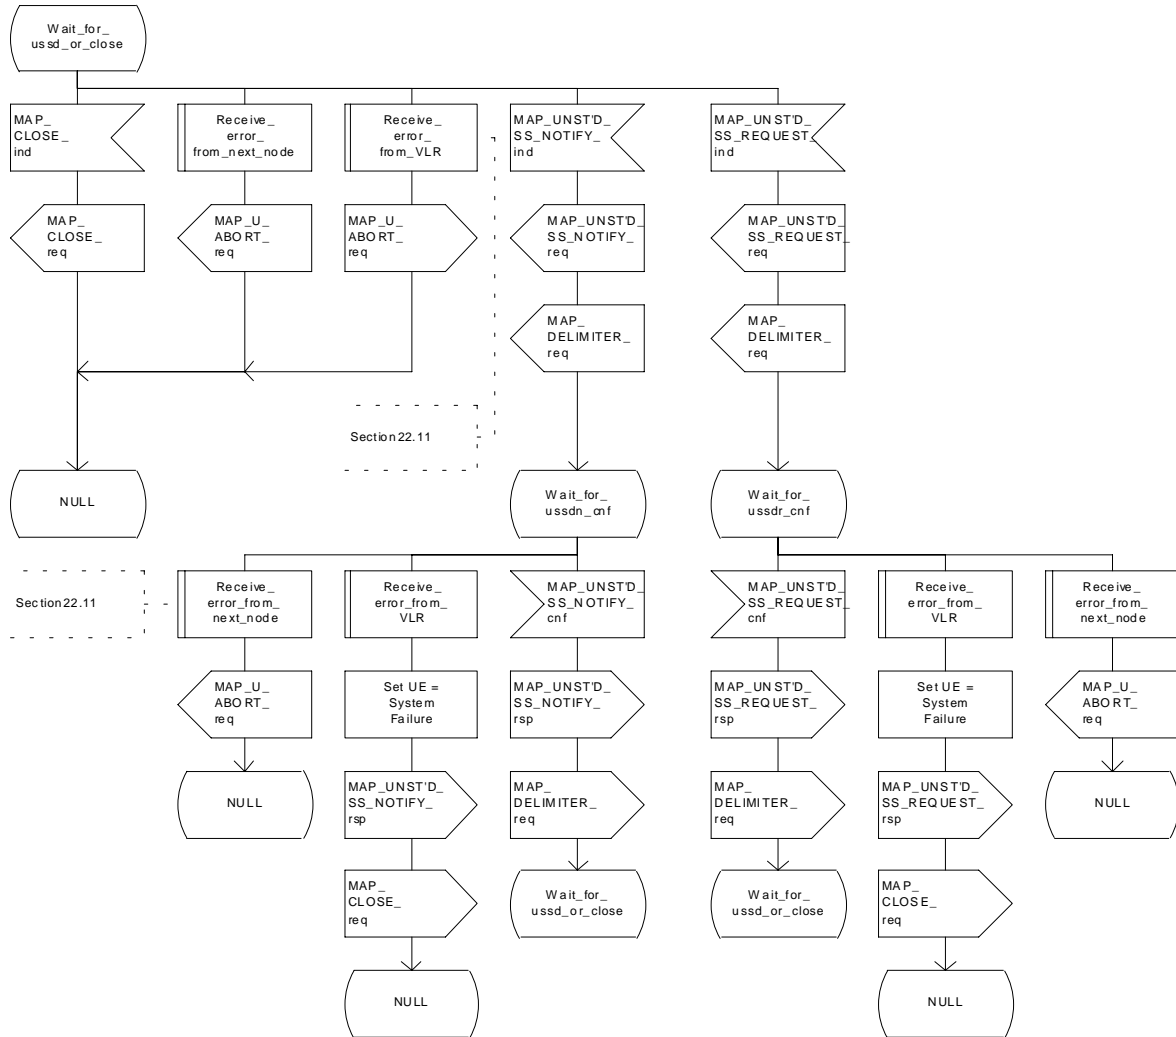 Wait_for_
ussd_or_close
MAP_
CLOSE_
ind
Receive_
error_
from_next_node
Receive_
error_
from_VLR
MAP_UNST'D_
SS_NOTIFY_
ind
MAP_UNST'D_
SS_REQUEST_
ind
MAP_
CLOSE_
req
MAP_U_
ABORT_
req
MAP_U_
ABORT_
req
MAP_UNST'D_
SS_NOTIFY_
req
MAP_UNST'D_
SS_REQUEST_
req
MAP_
DELIMITER_
req
MAP_
DELIMITER_
req
Section 22.11
NULL
Wait_for_
ussdn_cnf
Wait_for_
ussdr_cnf
Section 22.11
Receive_
error_from_
next_node
Receive_
error_from_
VLR
MAP_UNST'D_
SS_NOTIFY_
cnf
MAP_UNST'D_
SS_REQUEST_
cnf
Receive_
error_from_
VLR
Receive_
error_from_
next_node
MAP_U_
ABORT_
req
Set UE =
System
Failure
MAP_UNST'D_
SS_NOTIFY_
rsp
MAP_UNST'D_
SS_REQUEST_
rsp
Set UE =
System
Failure
MAP_U_
ABORT_
req
NULL
MAP_UNST'D_
SS_NOTIFY_
rsp
MAP_
DELIMITER_
req
MAP_
DELIMITER_
req
MAP_UNST'D_
SS_REQUEST_
rsp
NULL
MAP_
CLOSE_
req
Wait_for_
ussd_or_close
Wait_for_
ussd_or_close
MAP_
CLOSE_
req
NULL
NULL